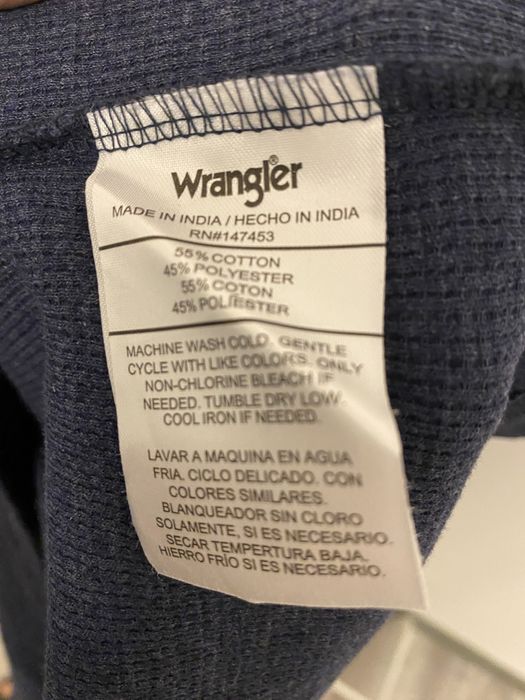 Wrangler®
MADE IN INDIA / HECHO IN INDIA
RN#147453
55% COTTON
45% POLYESTER
55% COTON
45% POLIESTER
MACHINE WASH COLD. GENTLE
CYCLE WITH LIKE COLORS. ONLY
NON-CHLORINE BLEACH IF
NEEDED. TUMBLE DRY LOW.
COOL IRON IF NEEDED.
LAVAR A MAQUINA EN AGUA
FRIA. CICLO DELICADO. CON
COLORES SIMILARES.
BLANQUEADOR SIN CLORO
SOLAMENTE, SI ES NECESARIO.
SECAR TEMPERTURA BAJA.
HIERRO FRÍO SI ES NECESARIO.